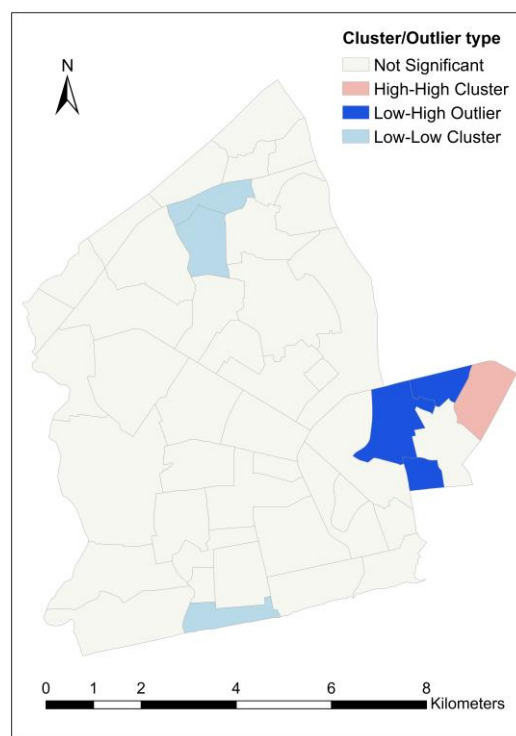 Cluster/Outlier type
Not Significant
High-High Cluster
Low-High Outlier
Low-Low Cluster
N
0 1 2 4 6 8
Kilometers